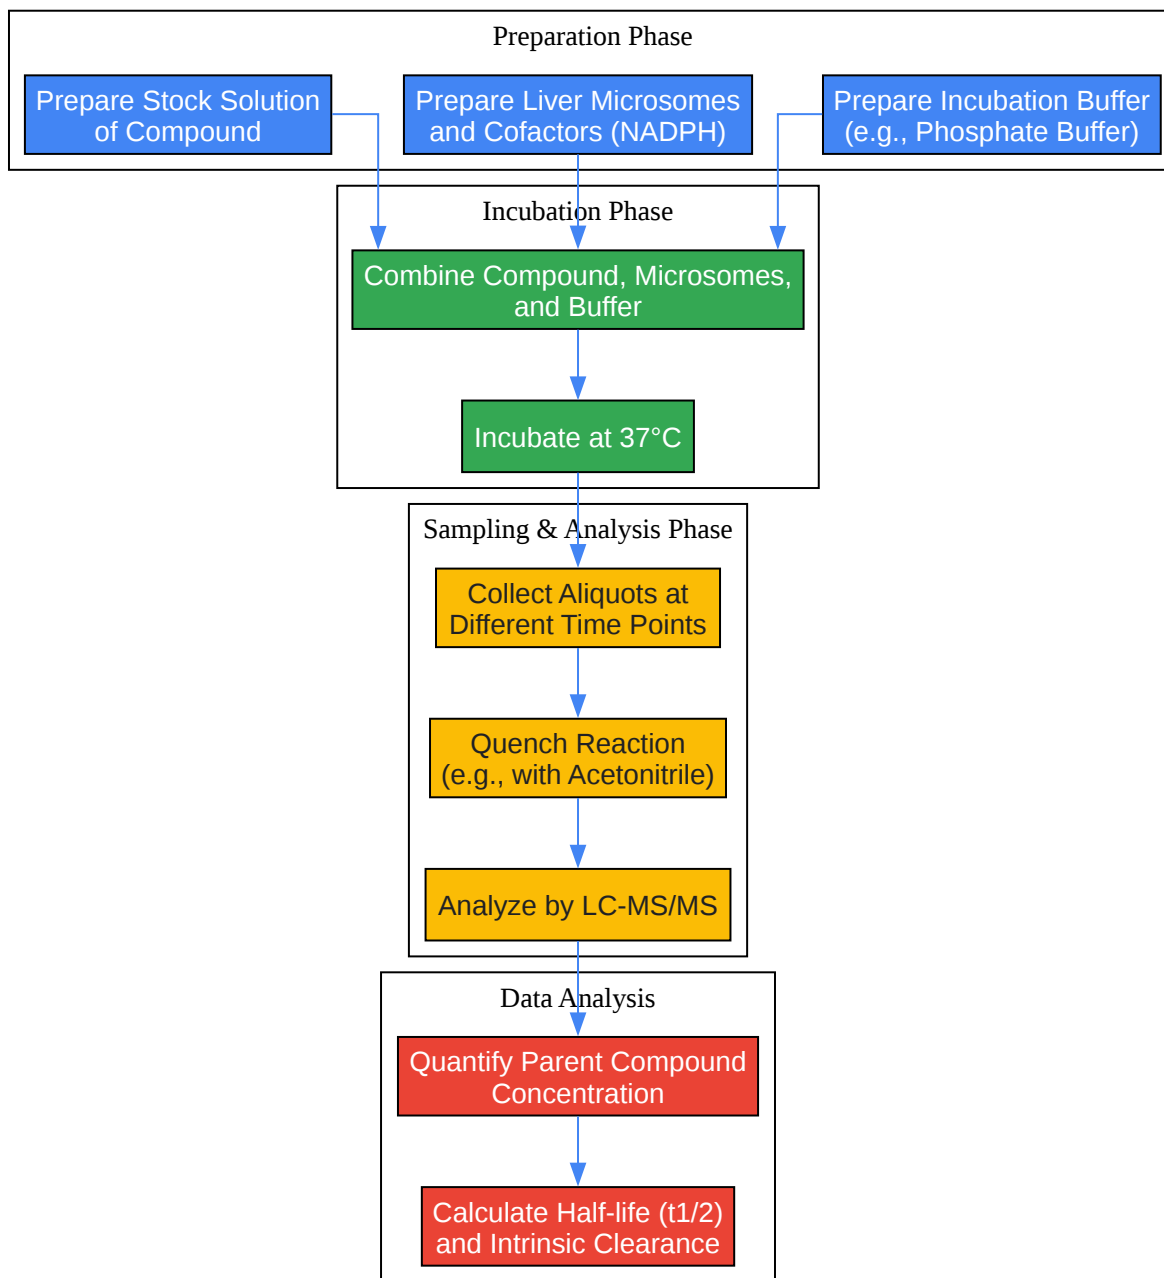 Preparation Phase
Prepare Stock Solution
of Compound
Prepare Liver Microsomes
and Cofactors (NADPH)
Prepare Incubation Buffer
(e.g., Phosphate Buffer)
Incubation Phase
Combine Compound, Microsomes,
and Buffer
Incubate at 37°C
Sampling & Analysis Phase
Collect Aliquots at
Different Time Points
Quench Reaction
(e.g., with Acetonitrile)
Analyze by LC-MS/MS
Data Analysis
Quantify Parent Compound
Concentration
Calculate Half-life (t1/2)
and Intrinsic Clearance